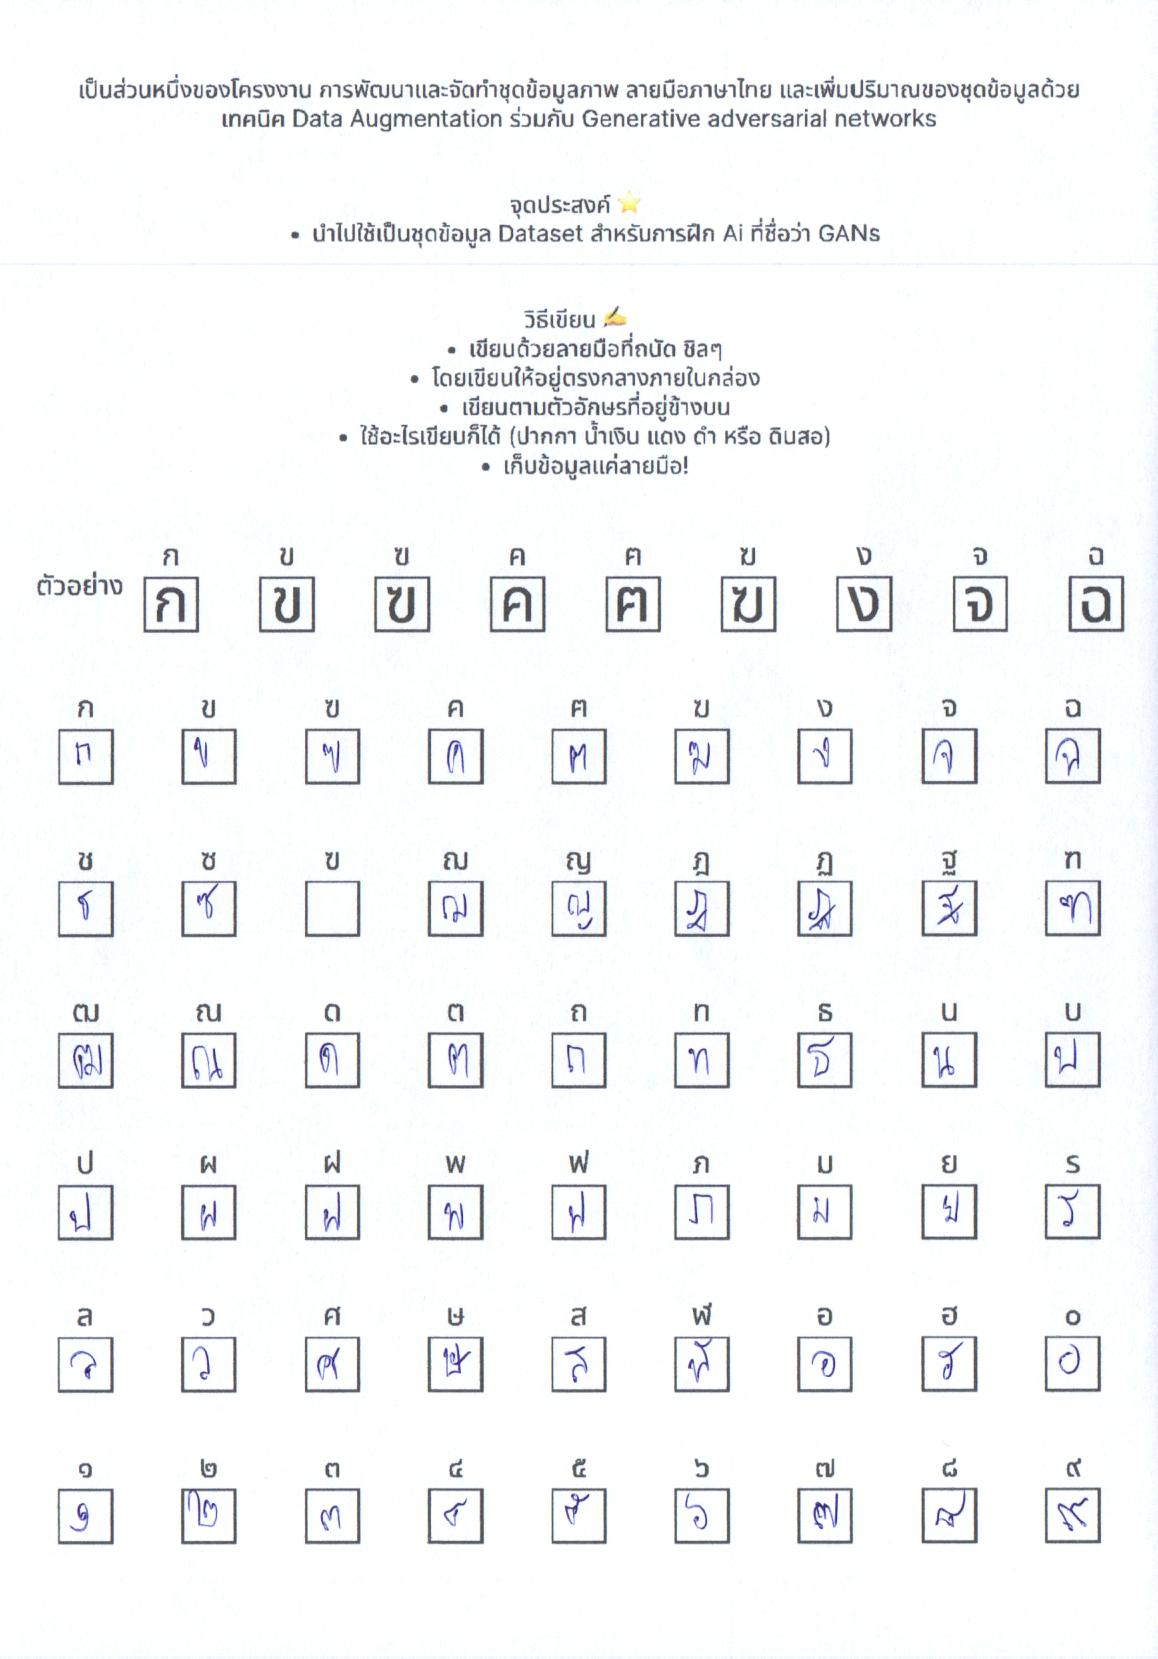 เป็นส่วนหนึ่งของโครงงาน การพัฒนาและจัดทำชุดข้อมูลภาพ ลายมือภาษาไทย และเพิ่มปริมาณของชุดข้อมูลด้วย
เทคนิค Data Augmentation ร่วมกับ Generative adversarial networks
จุดประสงค์ ⭐
• นำไปใช้เป็นชุดข้อมูล Dataset สำหรับการฝึก Ai ที่ชื่อว่า GANs
วิธีเขียน ✍️
• เขียนด้วยลายมือที่ถนัด ชิลๆ
• โดยเขียนให้อยู่ตรงกลางภายในกล่อง
• เขียนตามตัวอักษรที่อยู่ข้างบน
• ใช้อะไรเขียนก็ได้ (ปากกา น้ำเงิน แดง ดำ หรือ ดินสอ)
• เก็บข้อมูลแค่ลายมือ!
ก ข ฃ ค ฅ ฆ ง จ ฉ
ตัวอย่าง ก ข ฃ ค ฅ ฆ ง จ ฉ
ก ข ฃ ค ฅ ฆ ง จ ฉ
ก ข ฃ ค ฅ ฆ ง จ ฉ
ช ซ ฃ ฌ ญ ฎ ฏ ฐ ฑ
ช ซ ฌ ญ ฎ ฏ ฐ ฑ
ฒ ณ ด ต ถ ท ธ น บ
ฒ ณ ด ต ถ ท ธ น บ
ป ผ ฝ พ ฟ ภ ม ย ร
ป ผ ฝ พ ฟ ภ ม ย ร
ล ว ศ ษ ส ฬ อ ฮ ๐
ล ว ศ ษ ส ฬ อ ฮ ๐
๑ ๒ ๓ ๔ ๕ ๖ ๗ ๘ ๙
๑ ๒ ๓ ๔ ๕ ๖ ๗ ๘ ๙